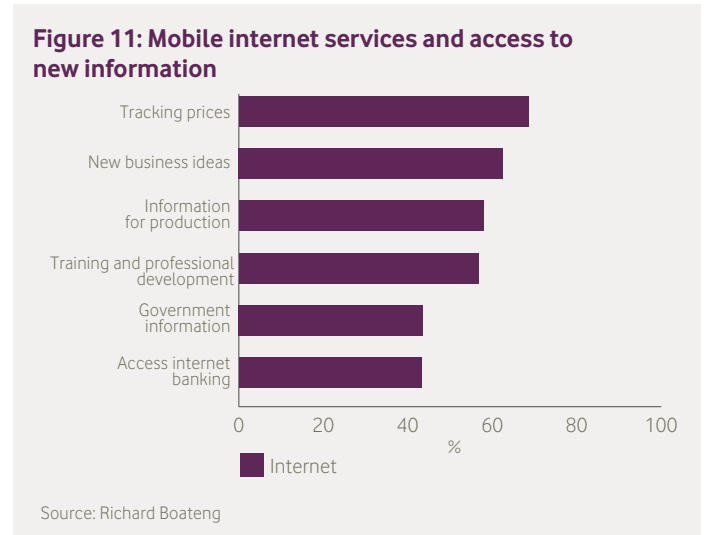 Figure 11: Mobile internet services and access to
new information
Tracking prices
New business ideas
Information
for production
Training and professional
development
Government
information
Access internet
banking
0 20 40 60 80 100
%
Internet
Source: Richard Boateng